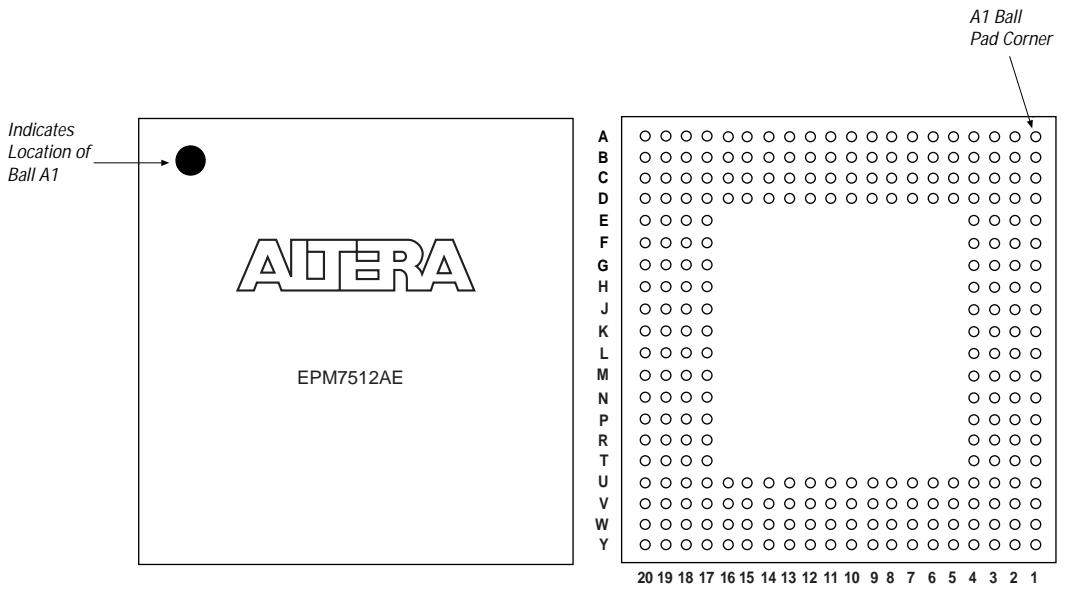 A1 Ball
Pad Corner
Indicates
Location of
Ball A1
ALTERA
EPM7512AE
A
B
C
D
E
F
G
H
J
K
L
M
N
P
R
T
U
V
W
Y
20 19 18 17 16 15 14 13 12 11 10 9 8 7 6 5 4 3 2 1